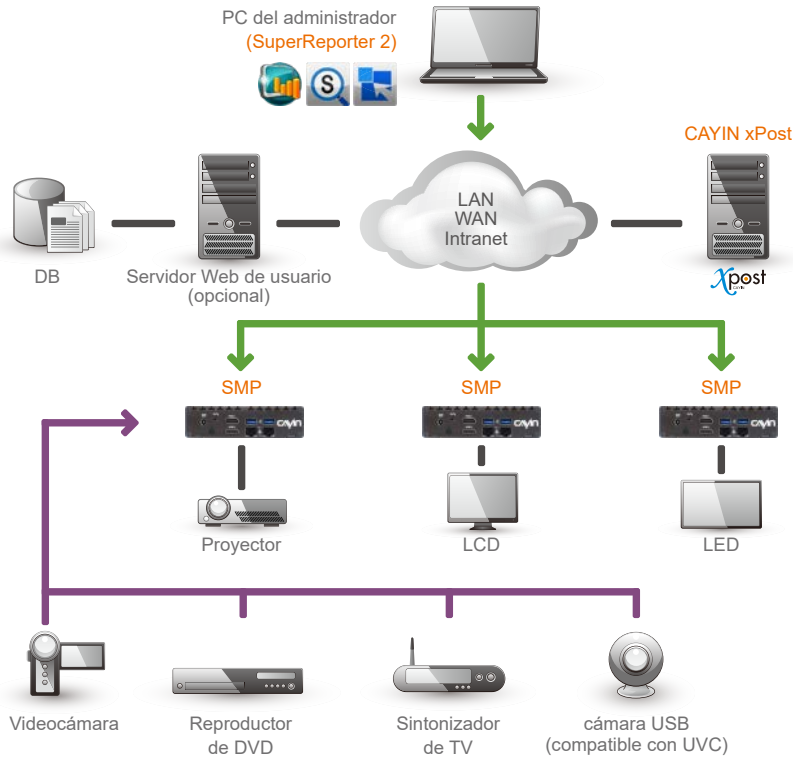 PC del administrador
(SuperReporter 2)
S
CAYIN xPost
LAN
WAN
Intranet
DB
Servidor Web de usuario
(opcional)
Xpost
CAYIN
SMP
SMP
SMP
CAYIN
CAYIN
CAYIN
Proyector
LCD
LED
Videocámara
Reproductor
de DVD
Sintonizador
de TV
cámara USB
(compatible con UVC)